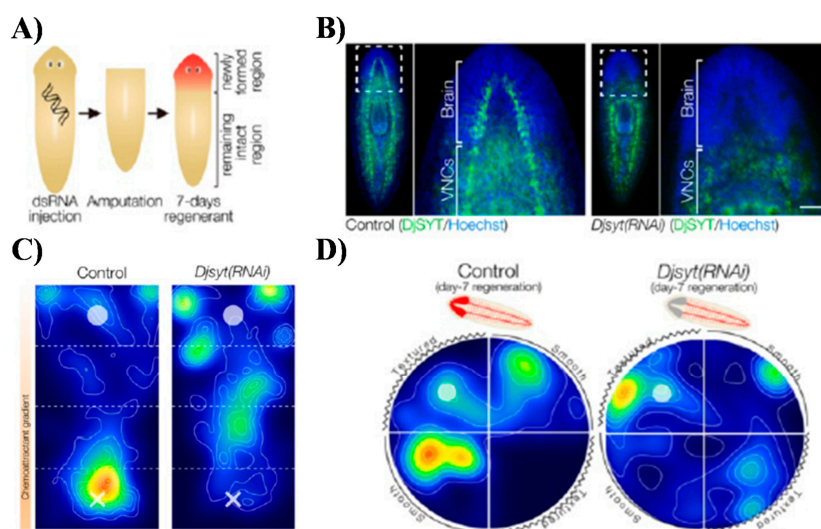 A)
newly
formed
region
remaining
intact
region
dsRNA
injection
Amputation
7-days
regenerant
B)
Brain
VNCs
Brain
VNCs
Control (DjSYT/Hoechst)
Djsyt(RNAi) (DjSYT/Hoechst)
C)
Control
Djsyt(RNAi)
Chemoattractant gradient
D)
Control
(day-7 regeneration)
Djsyt(RNAi)
(day-7 regeneration)
Textured
Smooth
Smooth
Textured
Textured
Smooth
Smooth
Textured